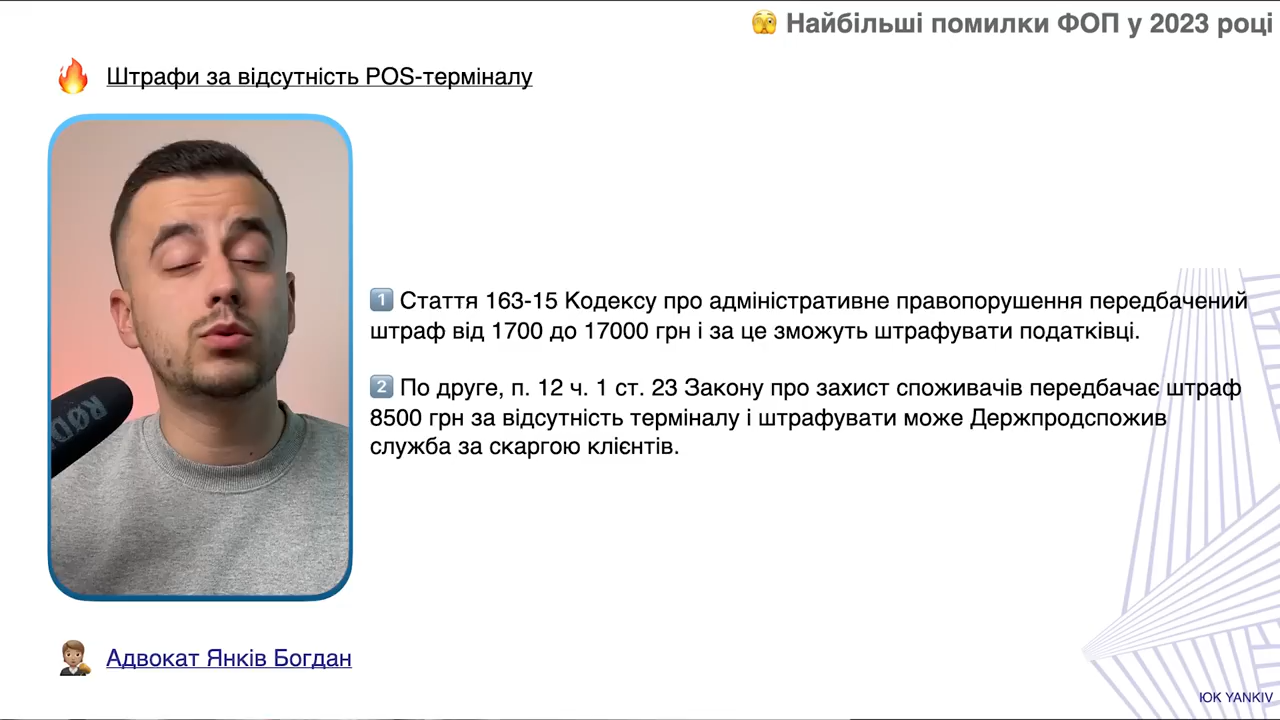 🫣 Найбільші помилки ФОП у 2023 році
🔥 Штрафи за відсутність POS-терміналу
1️⃣ Стаття 163-15 Кодексу про адміністративне правопорушення передбачений
штраф від 1700 до 17000 грн і за це зможуть штрафувати податківці.
2️⃣ По друге, п. 12 ч. 1 ст. 23 Закону про захист споживачів передбачає штраф
8500 грн за відсутність терміналу і штрафувати може Держпродспожив
служба за скаргою клієнтів.
RØDE
Адвокат Янків Богдан
ЮК YANKIV